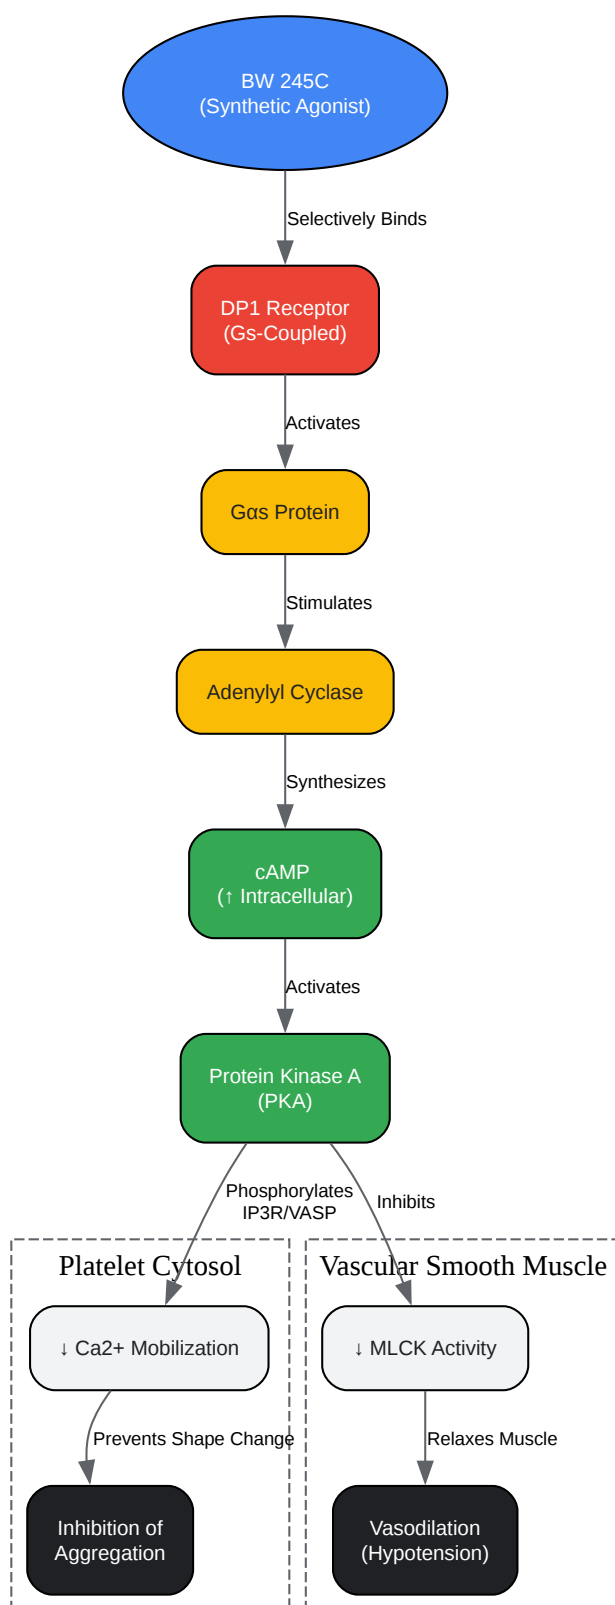 BW 245C
(Synthetic Agonist)
Selectively Binds
DP1 Receptor
(Gs-Coupled)
Activates
Gαs Protein
Stimulates
Adenylyl Cyclase
Synthesizes
cAMP
(↑ Intracellular)
Activates
Protein Kinase A
(PKA)
Phosphorylates
IP3R/VASP
Inhibits
Platelet Cytosol
Vascular Smooth Muscle
↓ Ca2+ Mobilization
↓ MLCK Activity
Prevents Shape Change
Relaxes Muscle
Inhibition of
Aggregation
Vasodilation
(Hypotension)